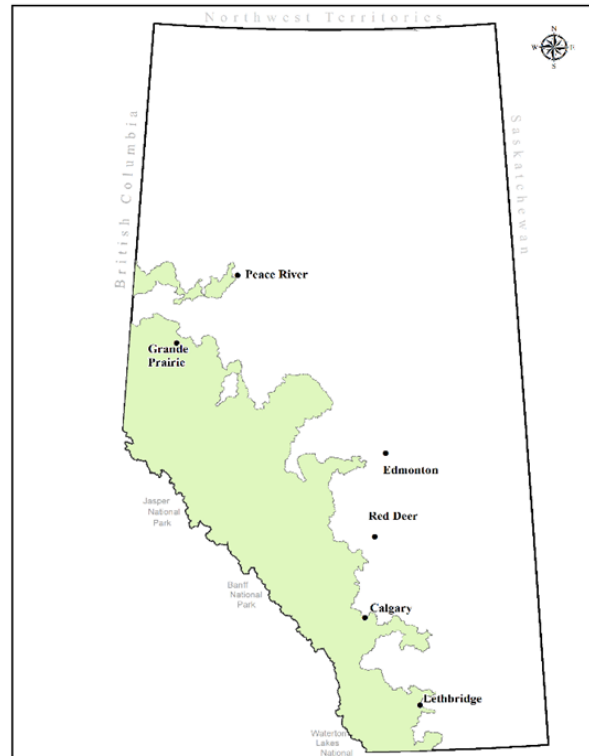 Northwest Territories
N
W E
S
British Columbia
Saskatchewan
Peace River
Grande
Prairie
Edmonton
Red Deer
Jasper
National
Park
Banff
National
Park
Calgary
Lethbridge
Waterton
Lakes
National